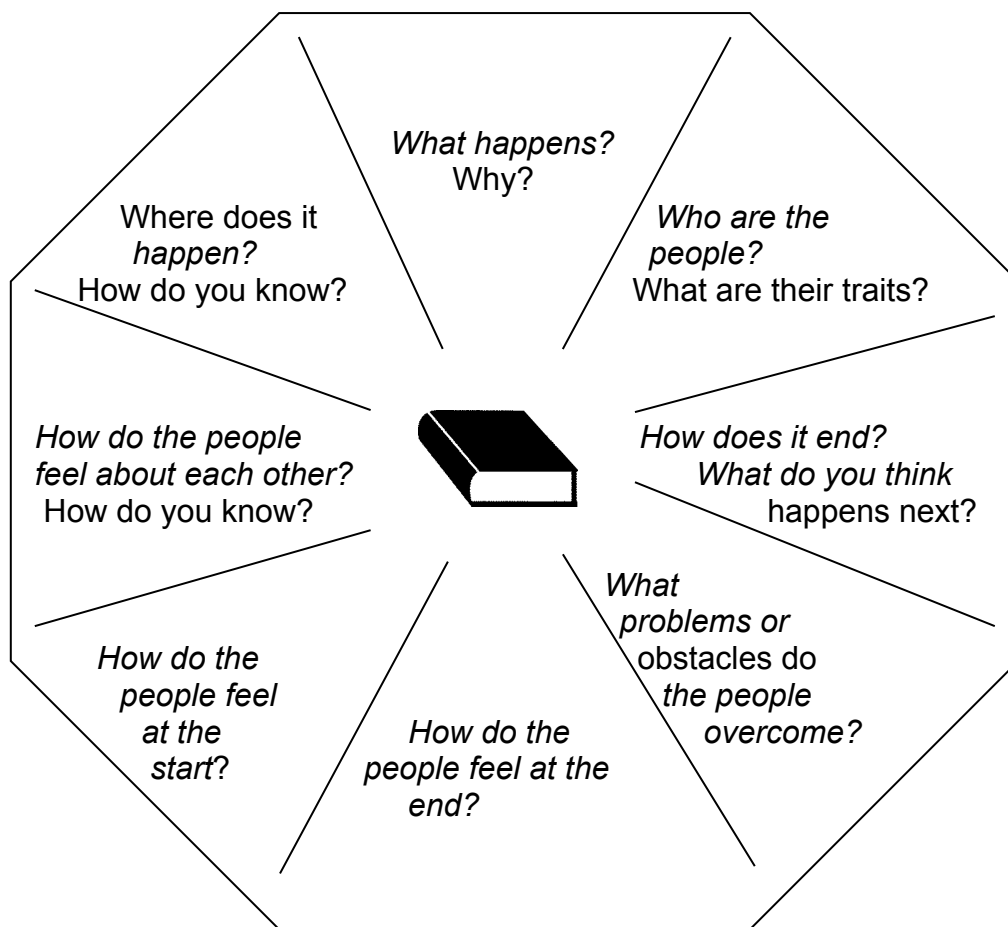 What happens?
Why?
Who are the
people?
What are their traits?
How does it end?
What do you think
happens next?
What
problems or
obstacles do
the people
overcome?
How do the
people feel at the
end?
How do the
people feel
at the
start?
How do the people
feel about each other?
How do you know?
Where does it
happen?
How do you know?